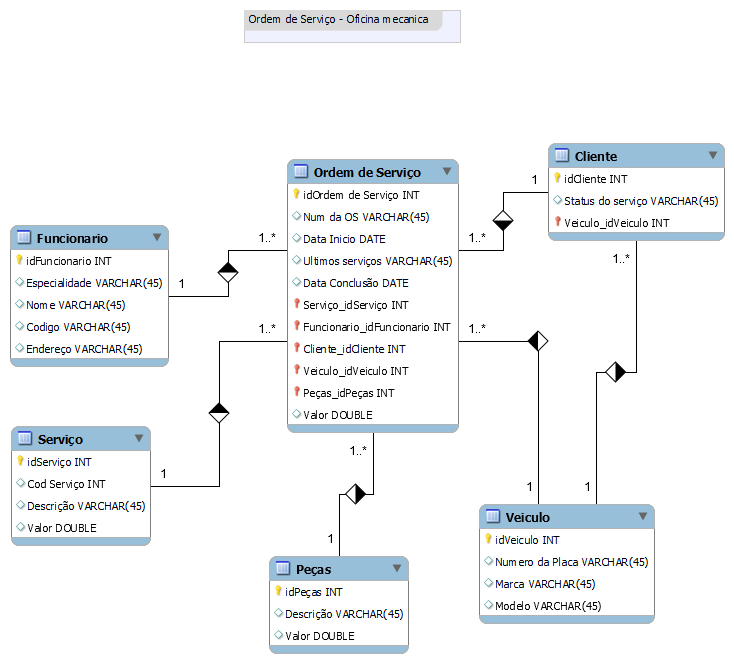 Ordem de Serviço - Oficina mecanica
Ordem de Serviço
idOrdem de Serviço INT
Num da OS VARCHAR(45)
Data Inicio DATE
Ultimos serviços VARCHAR(45)
Data Conclusão DATE
Serviço_idServiço INT
Funcionario_idFuncionario INT
Cliente_idCliente INT
Veiculo_idVeiculo INT
Peças_idPeças INT
Valor DOUBLE
Cliente
idCliente INT
Status do serviço VARCHAR(45)
Veiculo_idVeiculo INT
Funcionario
idFuncionario INT
Especialidade VARCHAR(45)
Nome VARCHAR(45)
Codigo VARCHAR(45)
Endereço VARCHAR(45)
Serviço
idServiço INT
Cod Serviço INT
Descrição VARCHAR(45)
Valor DOUBLE
Peças
idPeças INT
Descrição VARCHAR(45)
Valor DOUBLE
Veiculo
idVeiculo INT
Numero da Placa VARCHAR(45)
Marca VARCHAR(45)
Modelo VARCHAR(45)
1
1..*
1..*
1
1..*
1
1..*
1
1..*
1
1..*
1